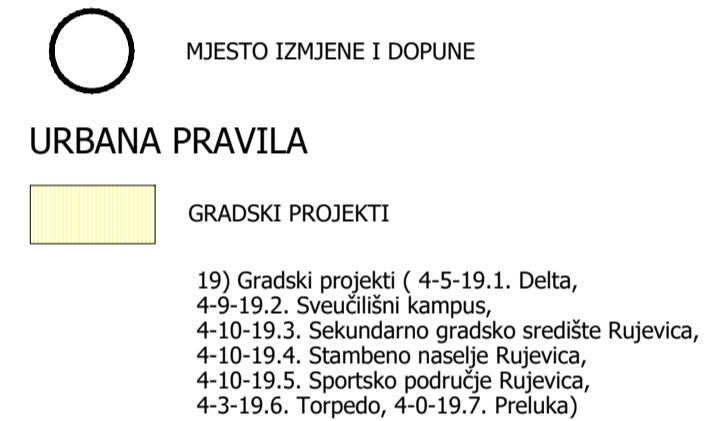 MJESTO IZMJENE I DOPUNE
URBANA PRAVILA
GRADSKI PROJEKTI
19) Gradski projekti ( 4-5-19.1. Delta,
4-9-19.2. Sveučilišni kampus,
4-10-19.3. Sekundarno gradsko središte Rujevica,
4-10-19.4. Stambeno naselje Rujevica,
4-10-19.5. Sportsko područje Rujevica,
4-3-19.6. Torpedo, 4-0-19.7. Preluka)